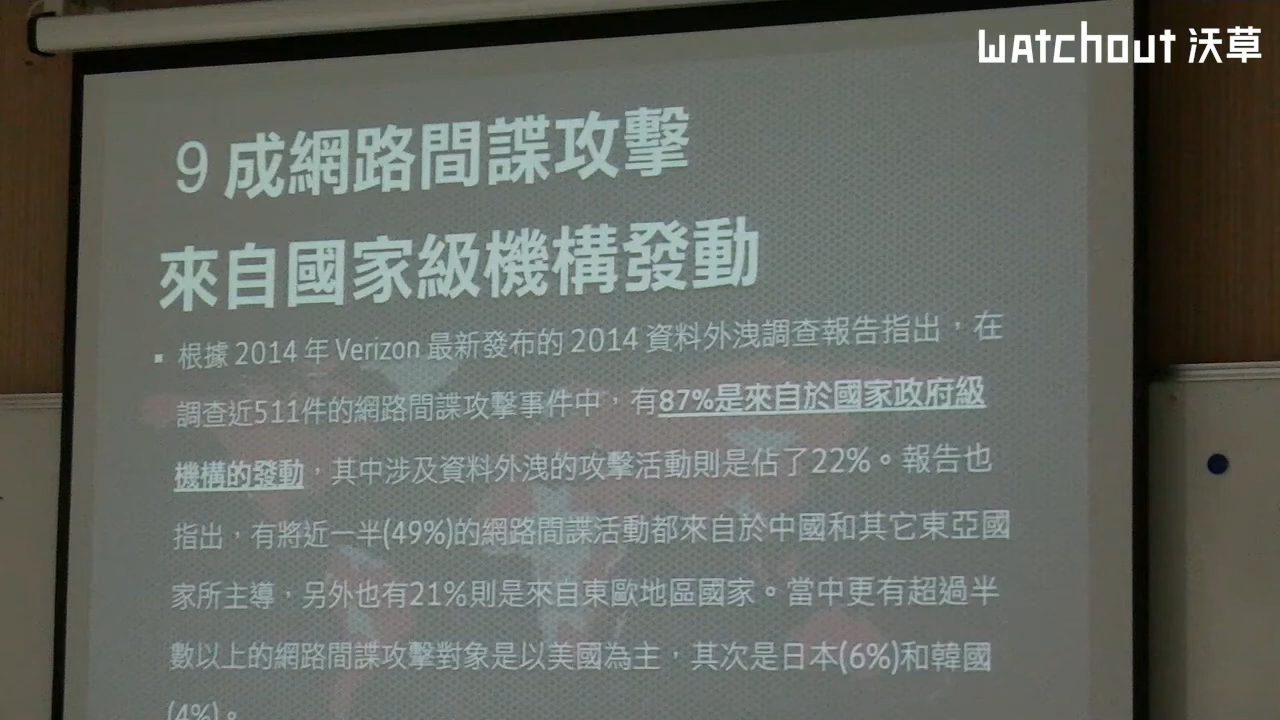 watchout 沃草
9 成網路間諜攻擊
來自國家級機構發動
▪ 根據 2014 年 Verizon 最新發布的 2014 資料外洩調查報告指出，在
調查近511件的網路間諜攻擊事件中，有87%是來自於國家政府級
機構的發動，其中涉及資料外洩的攻擊活動則是佔了22%。報告也
指出，有將近一半(49%)的網路間諜活動都來自於中國和其它東亞國
家所主導，另外也有21%則是來自東歐地區國家。當中更有超過半
數以上的網路間諜攻擊對象是以美國為主，其次是日本(6%)和韓國
(4%)。